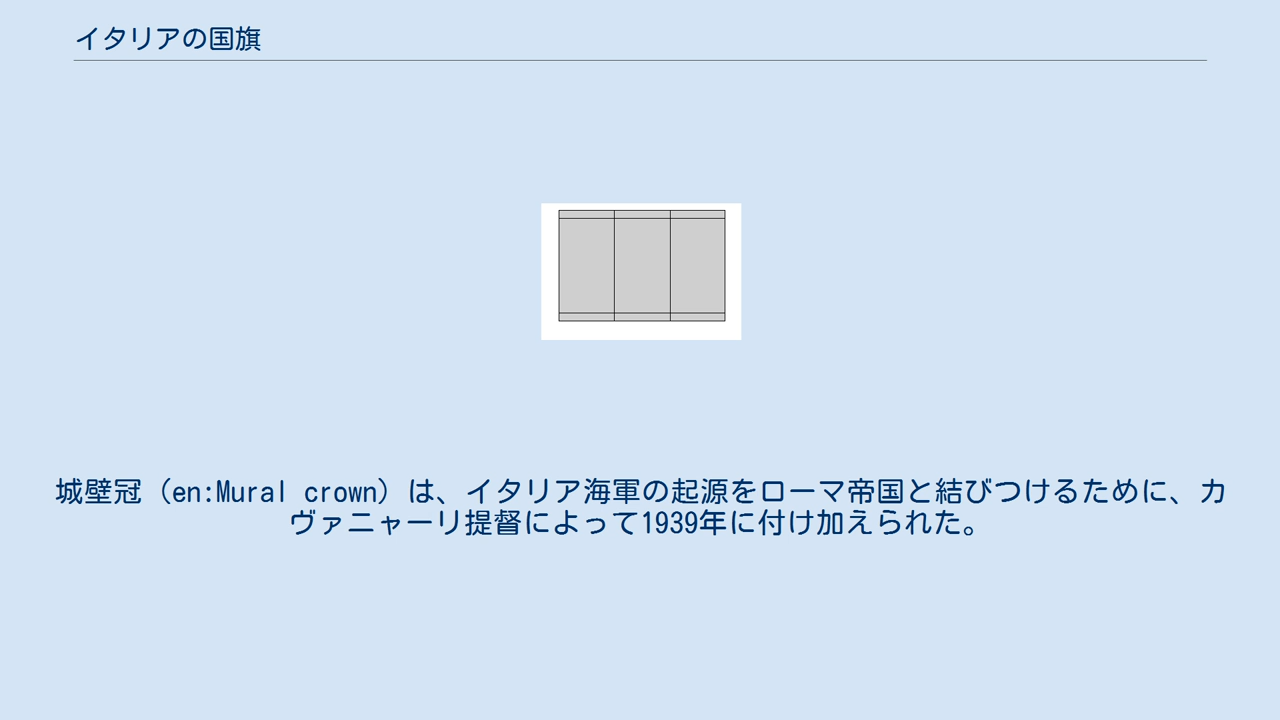 イタリアの国旗
城壁冠（en:Mural crown）は、イタリア海軍の起源をローマ帝国と結びつけるために、カ
ヴァニャーリ提督によって1939年に付け加えられた。